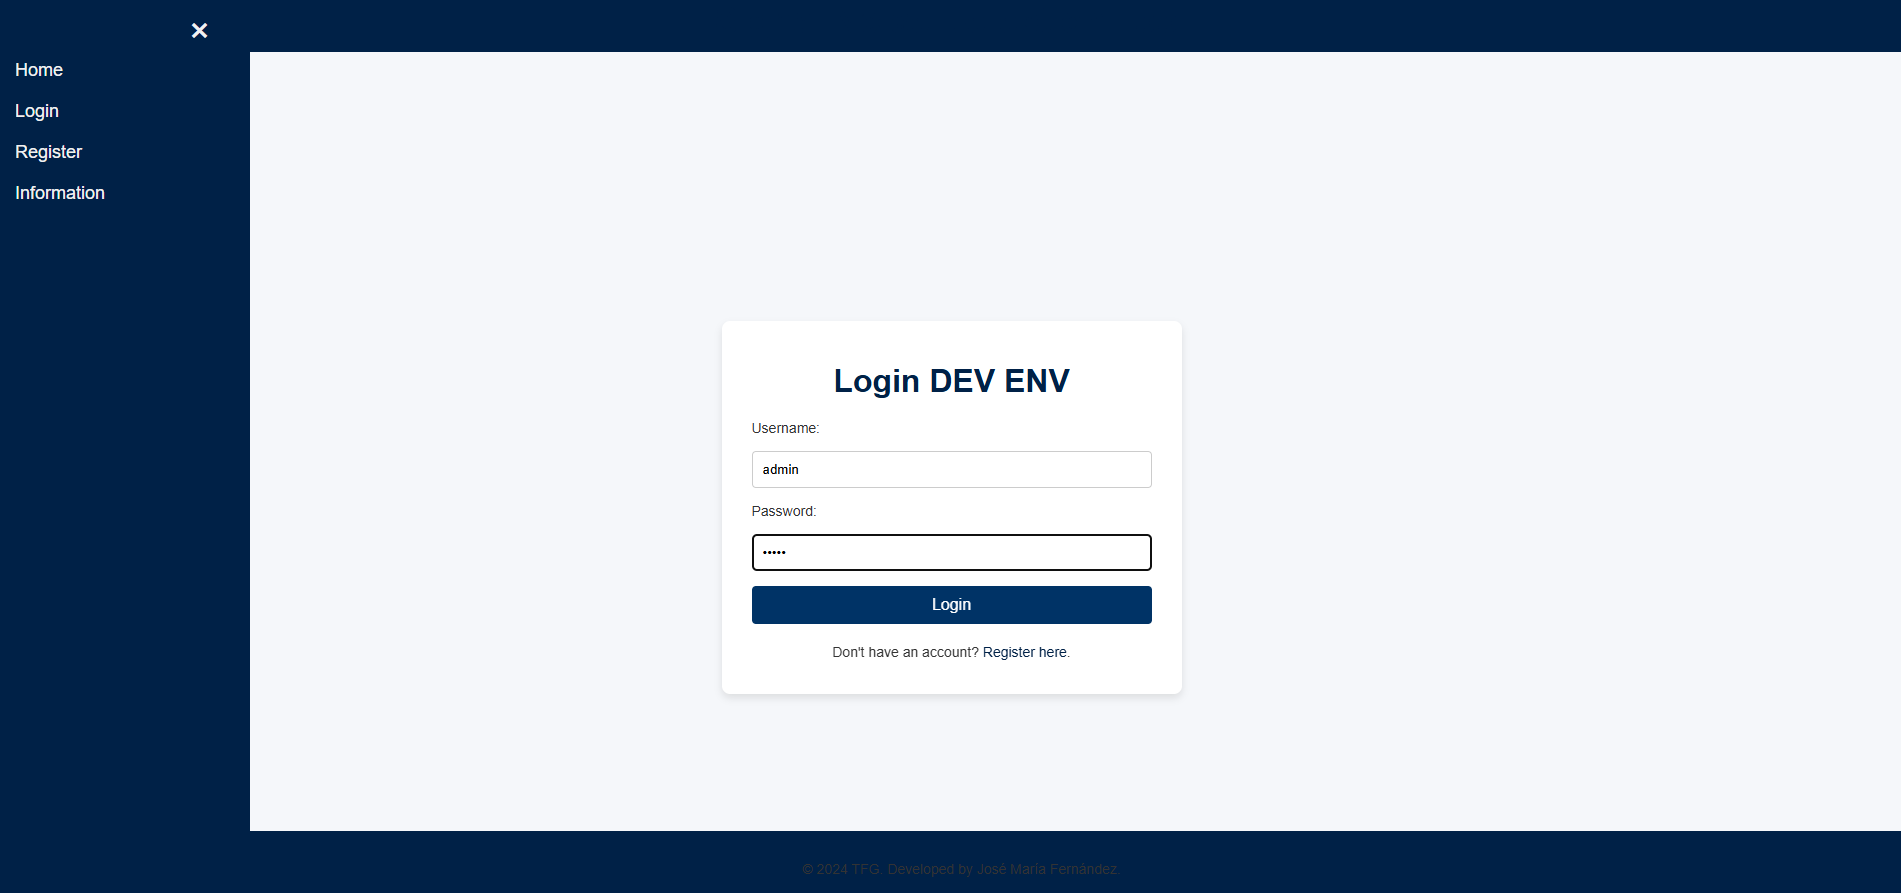 ×
Home
Login
Register
Information
Login DEV ENV
Username:
admin
Password:
•••••
Login
Don't have an account? Register here.
© 2024 TFG. Developed by José María Fernández.